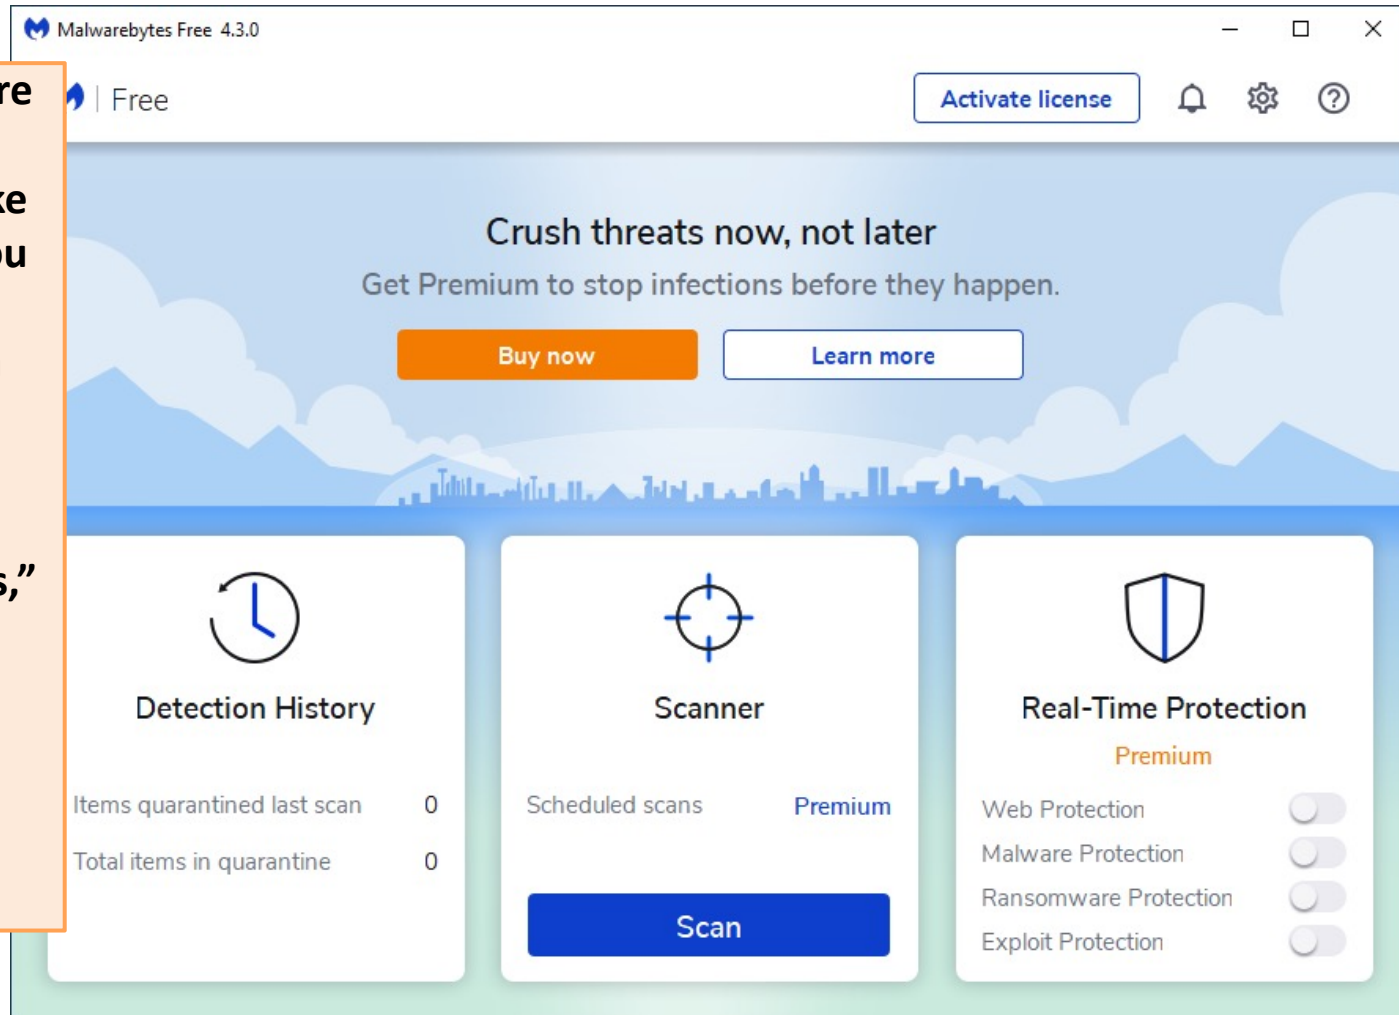 Malwarebytes Free 4.3.0
Free
Activate license
Crush threats now, not later
Get Premium to stop infections before they happen.
Buy now
Learn more
Detection History
Items quarantined last scan 0
Total items in quarantine 0
Scanner
Scheduled scans Premium
Scan
Real-Time Protection
Premium
Web Protection
Malware Protection
Ransomware Protection
Exploit Protection